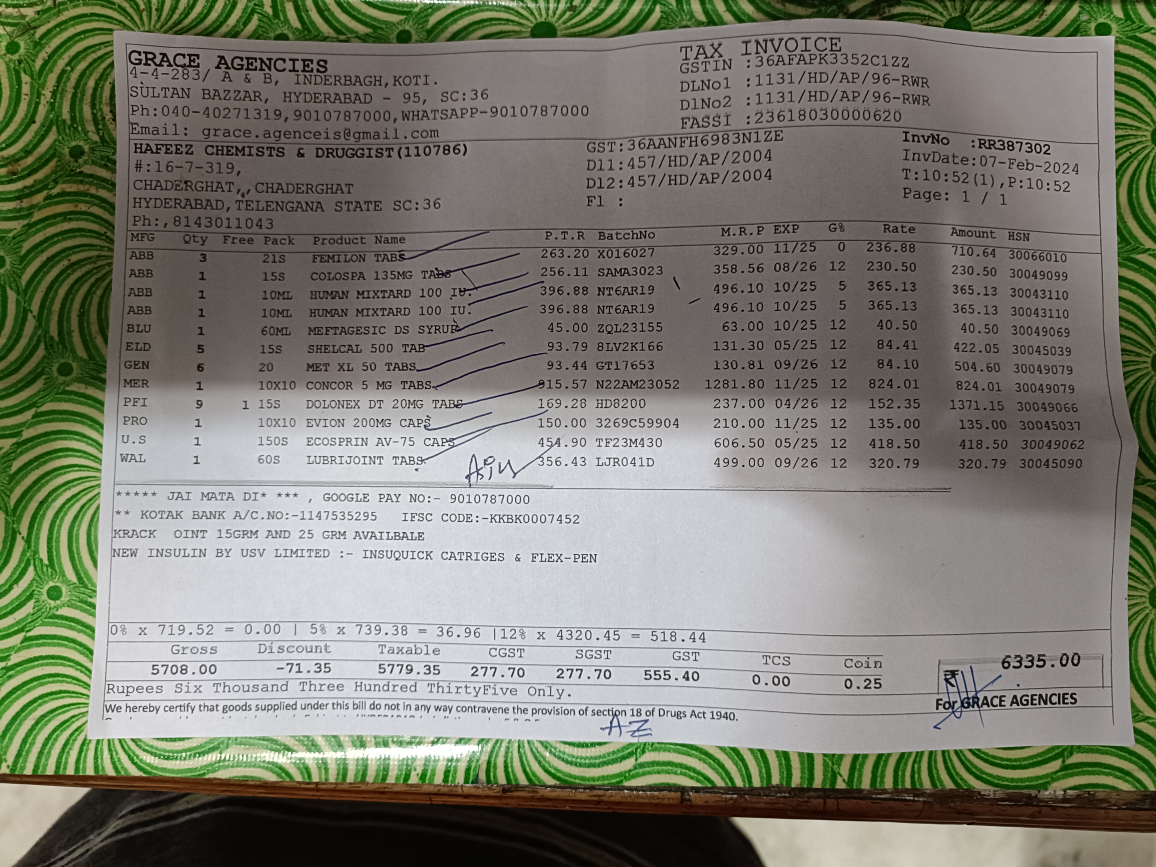 GRACE AGENCIES
4-4-283/ A & B, INDERBAGH,KOTI.
SULTAN BAZZAR, HYDERABAD - 95, SC:36
Ph:040-40271319,9010787000,WHATSAPP-9010787000
Email: grace.agenceis@gmail.com
TAX INVOICE
GSTIN :36AFAPK3352C1ZZ
DLNo1 :1131/HD/AP/96-RWR
DlNo2 :1131/HD/AP/96-RWR
FASSI :23618030000620
HAFEEZ CHEMISTS & DRUGGIST(110786)
#:16-7-319,
CHADERGHAT,,CHADERGHAT
HYDERABAD,TELENGANA STATE SC:36
Ph:,8143011043
GST:36AANFH6983N1ZE
Dl1:457/HD/AP/2004
Dl2:457/HD/AP/2004
Fl :
InvNo :RR387302
InvDate:07-Feb-2024
T:10:52(1),P:10:52
Page: 1 / 1
MFG Qty Free Pack Product Name P.T.R BatchNo M.R.P EXP G% Rate Amount HSN
ABB 3 21S FEMILON TABS 263.20 X016027 329.00 11/25 0 236.88 710.64 30066010
ABB 1 15S COLOSPA 135MG TABS 256.11 SAMA3023 358.56 08/26 12 230.50 230.50 30049099
ABB 1 10ML HUMAN MIXTARD 100 IU. 396.88 NT6AR19 496.10 10/25 5 365.13 365.13 30043110
ABB 1 10ML HUMAN MIXTARD 100 IU. 396.88 NT6AR19 496.10 10/25 5 365.13 365.13 30043110
BLU 1 60ML MEFTAGESIC DS SYRUP 45.00 ZQL23155 63.00 10/25 12 40.50 40.50 30049069
ELD 5 15S SHELCAL 500 TAB 93.79 8LV2K166 131.30 05/25 12 84.41 422.05 30045039
GEN 6 20 MET XL 50 TABS 93.44 GT17653 130.81 09/26 12 84.10 504.60 30049079
MER 1 10X10 CONCOR 5 MG TABS 915.57 N22AM23052 1281.80 11/25 12 824.01 824.01 30049079
PFI 9 1 15S DOLONEX DT 20MG TABS 169.28 HD8200 237.00 04/26 12 152.35 1371.15 30049066
PRO 1 10X10 EVION 200MG CAPS 150.00 3269C59904 210.00 11/25 12 135.00 135.00 30045037
U.S 1 150S ECOSPRIN AV-75 CAPS 454.90 TF23M430 606.50 05/25 12 418.50 418.50 30049062
WAL 1 60S LUBRIJOINT TABS 356.43 LJR041D 499.00 09/26 12 320.79 320.79 30045090
***** JAI MATA DI* *** , GOOGLE PAY NO:- 9010787000
** KOTAK BANK A/C.NO:-1147535295 IFSC CODE:-KKBK0007452
KRACK OINT 15GRM AND 25 GRM AVAILBALE
NEW INSULIN BY USV LIMITED :- INSUQUICK CATRIGES & FLEX-PEN
0% x 719.52 = 0.00 | 5% x 739.38 = 36.96 |12% x 4320.45 = 518.44
Gross Discount Taxable CGST SGST GST TCS Coin
5708.00 -71.35 5779.35 277.70 277.70 555.40 0.00 0.25
₹ 6335.00
Rupees Six Thousand Three Hundred ThirtyFive Only.
For GRACE AGENCIES
We hereby certify that goods supplied under this bill do not in any way contravene the provision of section 18 of Drugs Act 1940.
AZ